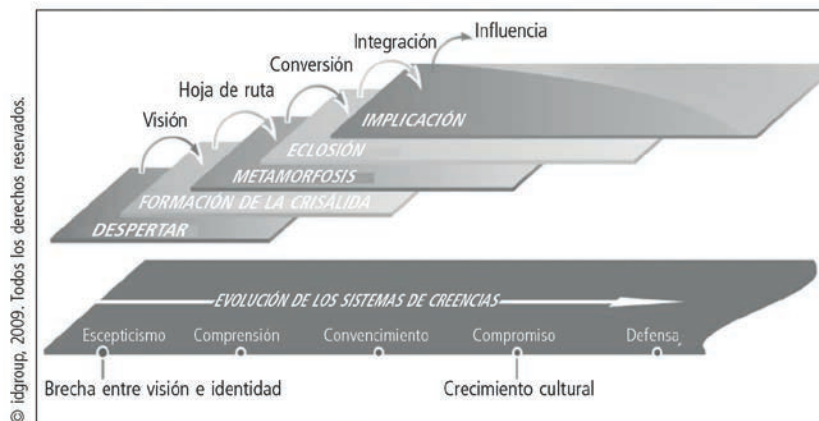 © idgroup, 2009. Todos los derechos reservados.
Influencia
Integración
Conversión
Hoja de ruta
Visión
IMPLICACIÓN
ECLOSIÓN
METAMORFOSIS
FORMACIÓN DE LA CRISÁLIDA
DESPERTAR
EVOLUCIÓN DE LOS SISTEMAS DE CREENCIAS
Escepticismo Comprensión Convencimiento Compromiso Defensa
Brecha entre visión e identidad Crecimiento cultural